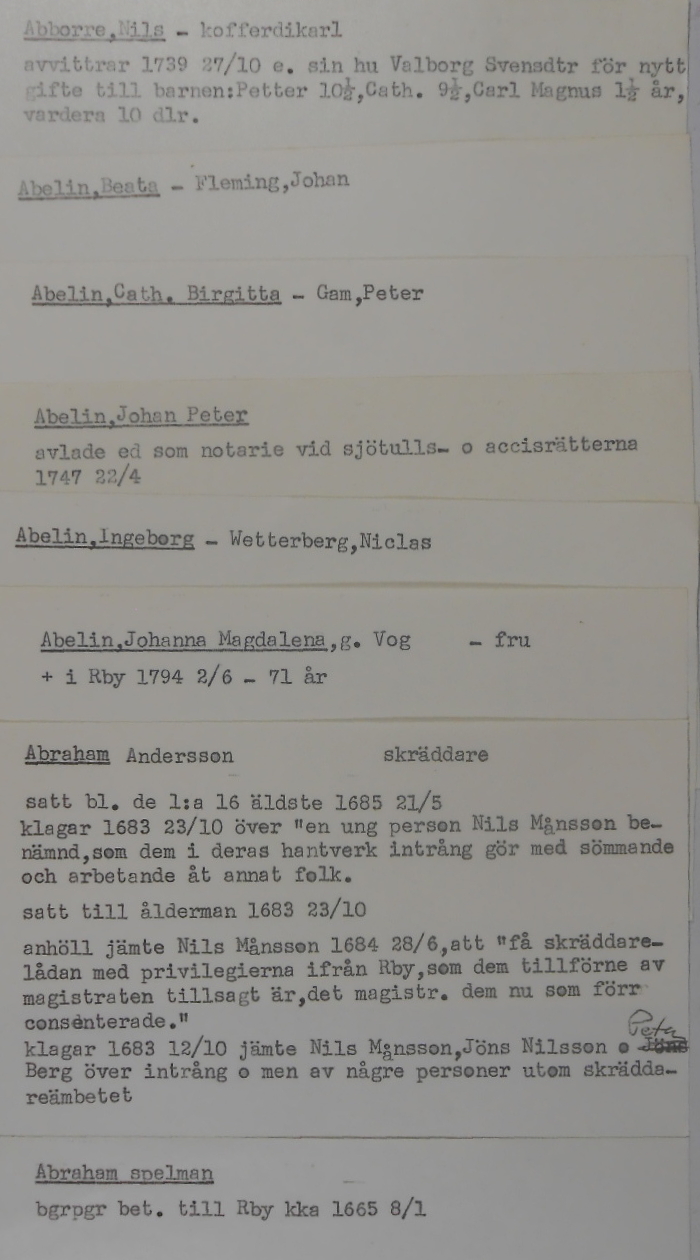 Abborre,Nils - kofferdikarl
avvittrar 1739 27/10 e. sin hu Valborg Svensdtr för nytt
gifte till barnen:Petter 10½,Cath. 9½,Carl Magnus 1½ år,
vardera 10 dlr.
Abelin,Beata - Fleming,Johan
Abelin,Cath. Birgitta - Gam,Peter
Abelin,Johan Peter
avlade ed som notarie vid sjötulls- o accisrätterna
1747 22/4
Abelin,Ingeborg - Wetterberg,Niclas
Abelin,Johanna Magdalena,g. Vog - fru
+ i Rby 1794 2/6 - 71 år
Abraham Andersson skräddare
satt bl. de 1:a 16 äldste 1685 21/5
klagar 1683 23/10 över "en ung person Nils Månsson be-
nämnd,som dem i deras hantverk intrång gör med sömmande
och arbetande åt annat folk.
satt till ålderman 1683 23/10
anhöll jämte Nils Månsson 1684 28/6,att "få skräddare-
lådan med privilegierna ifrån Rby,som dem tillförne av
magistraten tillsagt är,det magistr. dem nu som förr
consenterade."
Peter
klagar 1683 12/10 jämte Nils Månsson,Jöns Nilsson o Jöns
Berg över intrång o men av någre personer utom skrädda-
reämbetet
Abraham spelman
bgrpgr bet. till Rby kka 1665 8/1